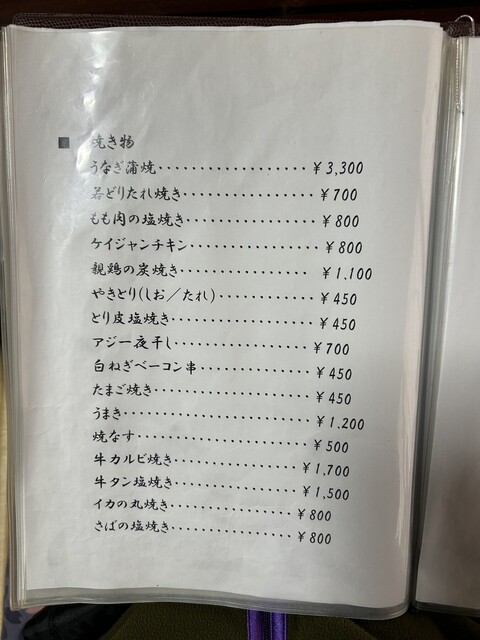 ■ 焼き物
うなぎ蒲焼・・・・・・・・・・・・・・・・・・¥3,300
若どりたれ焼き・・・・・・・・・・・・・・・・¥700
もも肉の塩焼き・・・・・・・・・・・・・・・・¥800
ケイジャンチキン・・・・・・・・・・・・・・・¥800
親鶏の炭焼き・・・・・・・・・・・・・・・・ ¥1,100
やきとり(しお／たれ)・・・・・・・・・・・・¥450
とり皮塩焼き・・・・・・・・・・・・・・・・・¥450
アジ一夜干し・・・・・・・・・・・・・・・・¥700
白ねぎベーコン串・・・・・・・・・・・・・¥450
たまご焼き・・・・・・・・・・・・・・・・・・¥450
うまき・・・・・・・・・・・・・・・・・・・・¥1,200
焼なす・・・・・・・・・・・・・・・・・・・¥500
牛カルビ焼き・・・・・・・・・・・・・・・¥1,700
牛タン塩焼き・・・・・・・・・・・・・・・¥1,500
イカの丸焼き・・・・・・・・・・・・・・¥800
さばの塩焼き・・・・・・・・・・・・・・¥800